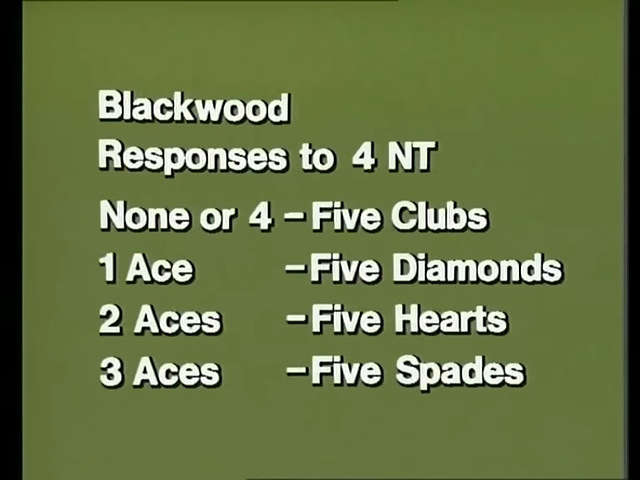 Blackwood
Responses to 4 NT
None or 4 – Five Clubs
1 Ace – Five Diamonds
2 Aces – Five Hearts
3 Aces – Five Spades